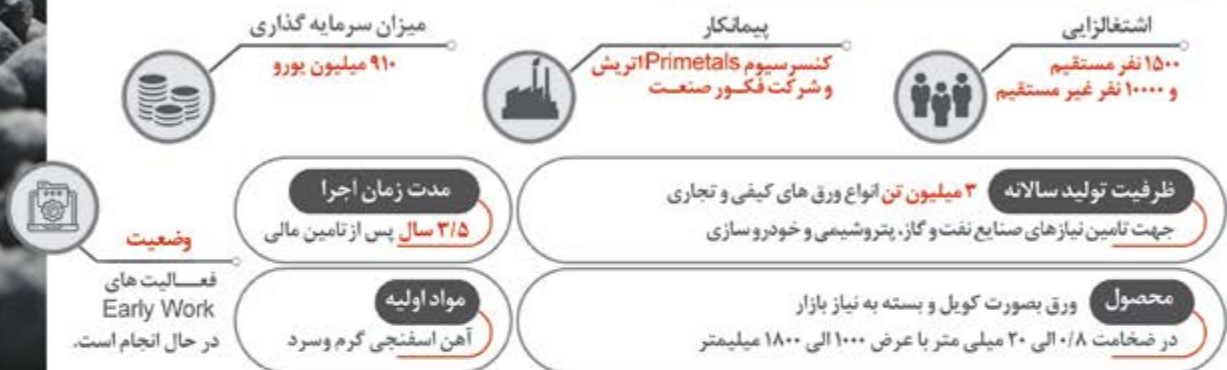 اشتغالزایی
۱۵۰۰ نفر مستقیم
و ۱۰۰۰۰ نفر غیر مستقیم
پیمانکار
کنسرسیوم Primetals اتریش
و شرکت فکور صنعت
میزان سرمایه گذاری
۹۱۰ میلیون یورو
ظرفیت تولید سالانه ۳ میلیون تن انواع ورق های کیفی و تجاری
جهت تامین نیازهای صنایع نفت و گاز، پتروشیمی و خودروسازی
مدت زمان اجرا
۳/۵ سال پس از تامین مالی
محصول ورق بصورت کویل و بسته به نیاز بازار
در ضخامت ۰/۸ الی ۲۰ میلی متر با عرض ۱۰۰۰ الی ۱۸۰۰ میلیمتر
مواد اولیه
آهن اسفنجی گرم وسرد
وضعیت
فعــالیت های
Early Work
در حال انجام است.